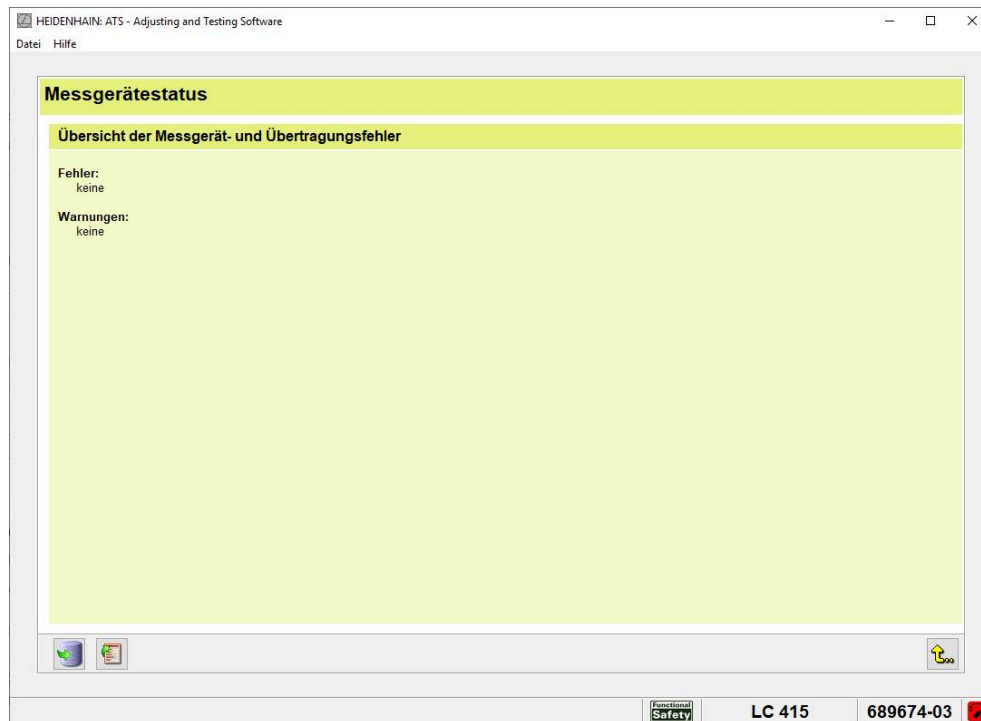 HEIDENHAIN: ATS - Adjusting and Testing Software
Datei Hilfe
Messgerätestatus
Übersicht der Messgerät- und Übertragungsfehler
Fehler:
keine
Warnungen:
keine
Functional
Safety
LC 415
689674-03